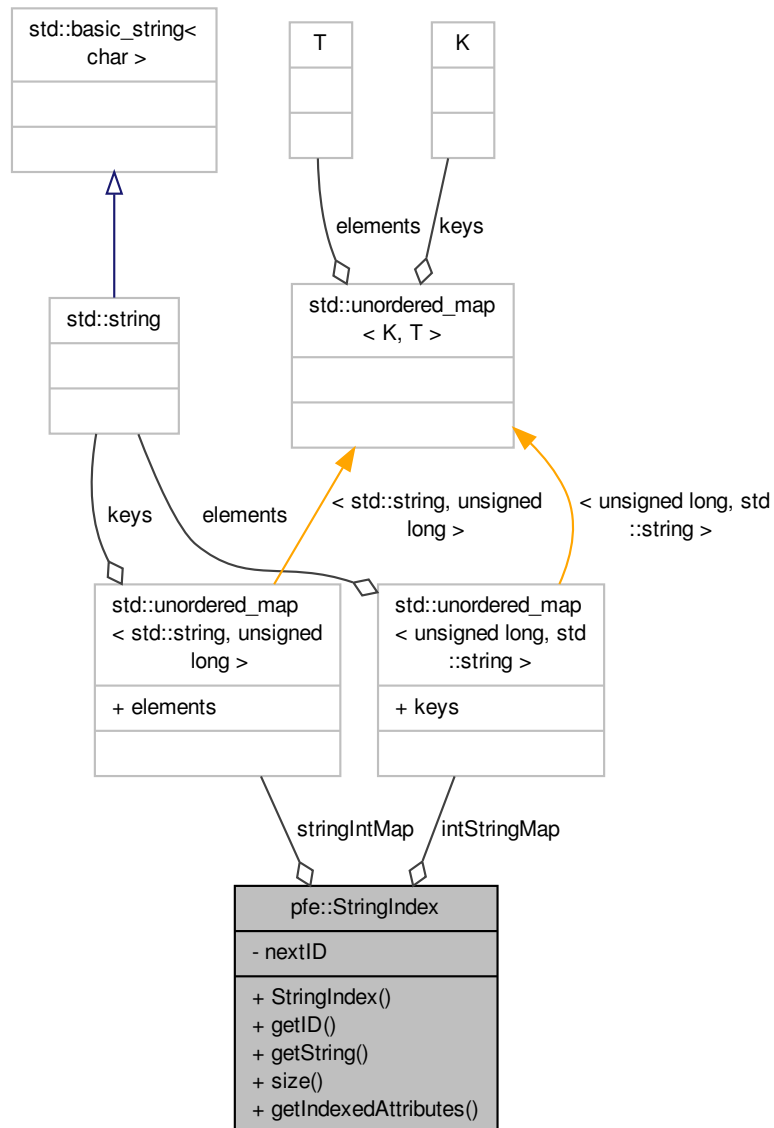 std::basic_string<
char >
T
K
elements
keys
std::string
std::unordered_map
< K, T >
keys
elements
< std::string, unsigned
long >
< unsigned long, std
::string >
std::unordered_map
< std::string, unsigned
long >
+ elements
std::unordered_map
< unsigned long, std
::string >
+ keys
stringIntMap
intStringMap
pfe::StringIndex
- nextID
+ StringIndex()
+ getID()
+ getString()
+ size()
+ getIndexedAttributes()